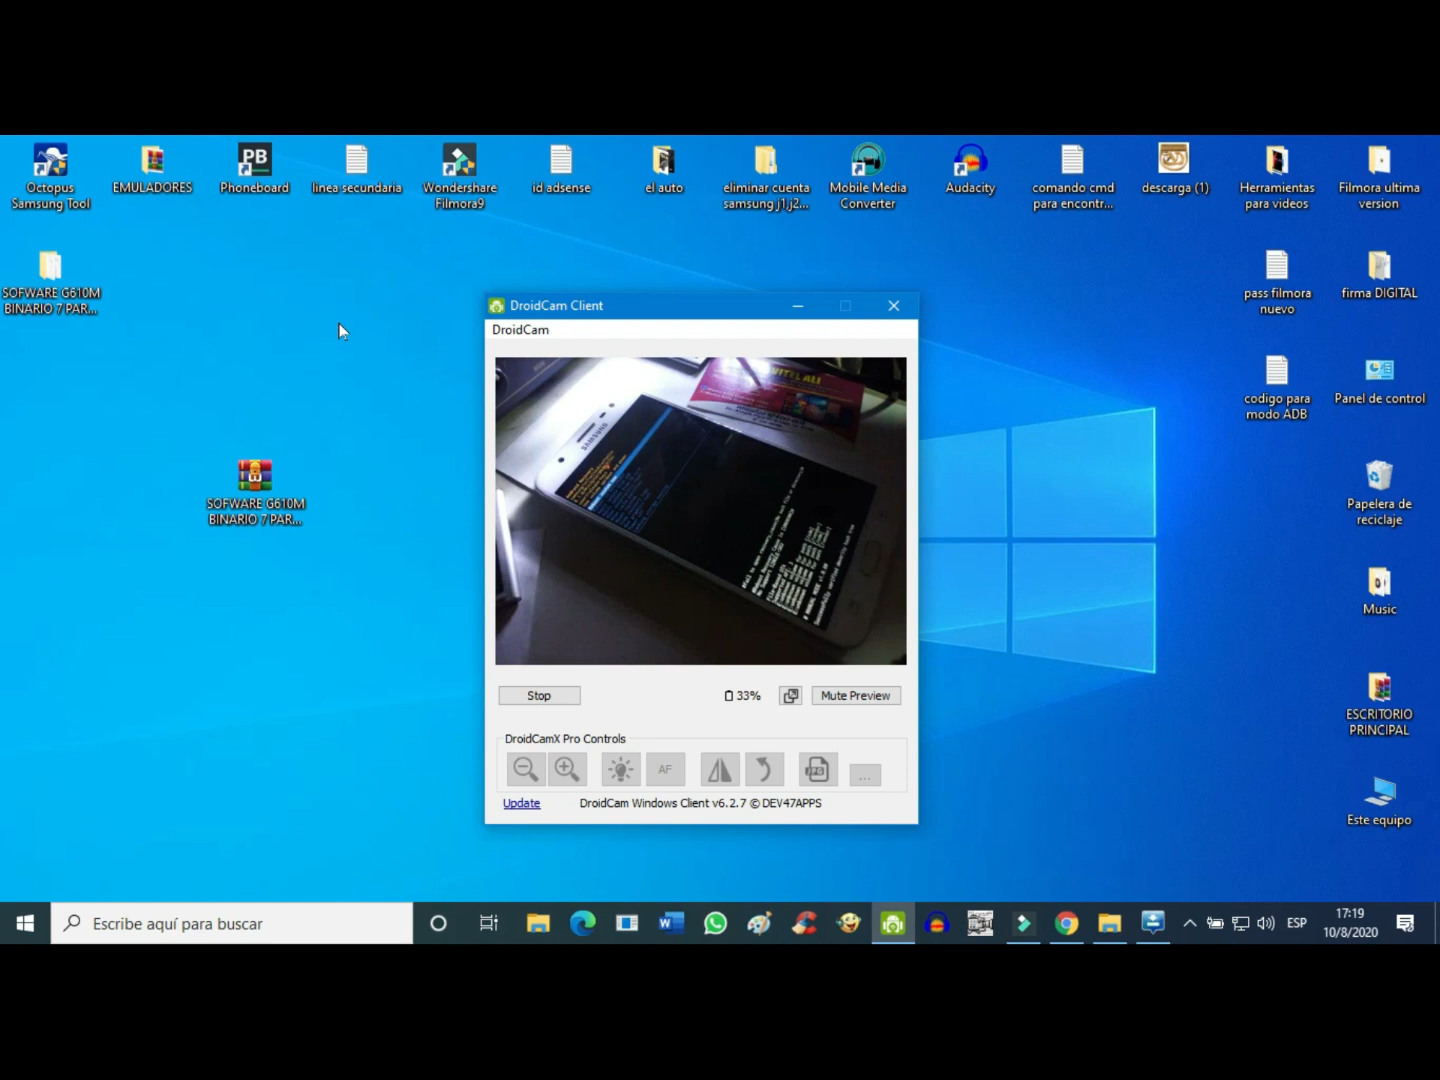 Octopus
Samsung Tool
EMULADORES
PB
Phoneboard
linea secundaria
Wondershare
Filmora9
id adsense
el auto
eliminar cuenta
samsung j1,j2...
Mobile Media
Converter
Audacity
comando cmd
para encontr...
descarga (1)
Herramientas
para videos
Filmora ultima
version
SOFWARE G610M
BINARIO 7 PAR...
pass filmora
nuevo
firma DIGITAL
codigo para
modo ADB
Panel de control
SOFWARE G610M
BINARIO 7 PAR...
Papelera de
reciclaje
Music
ESCRITORIO
PRINCIPAL
Este equipo
DroidCam Client
DroidCam
SAMSUNG
Stop
33%
Mute Preview
DroidCamX Pro Controls
AF
JPG
...
Update
DroidCam Windows Client v6.2.7 © DEV47APPS
Escribe aquí para buscar
ESP
17:19
10/8/2020